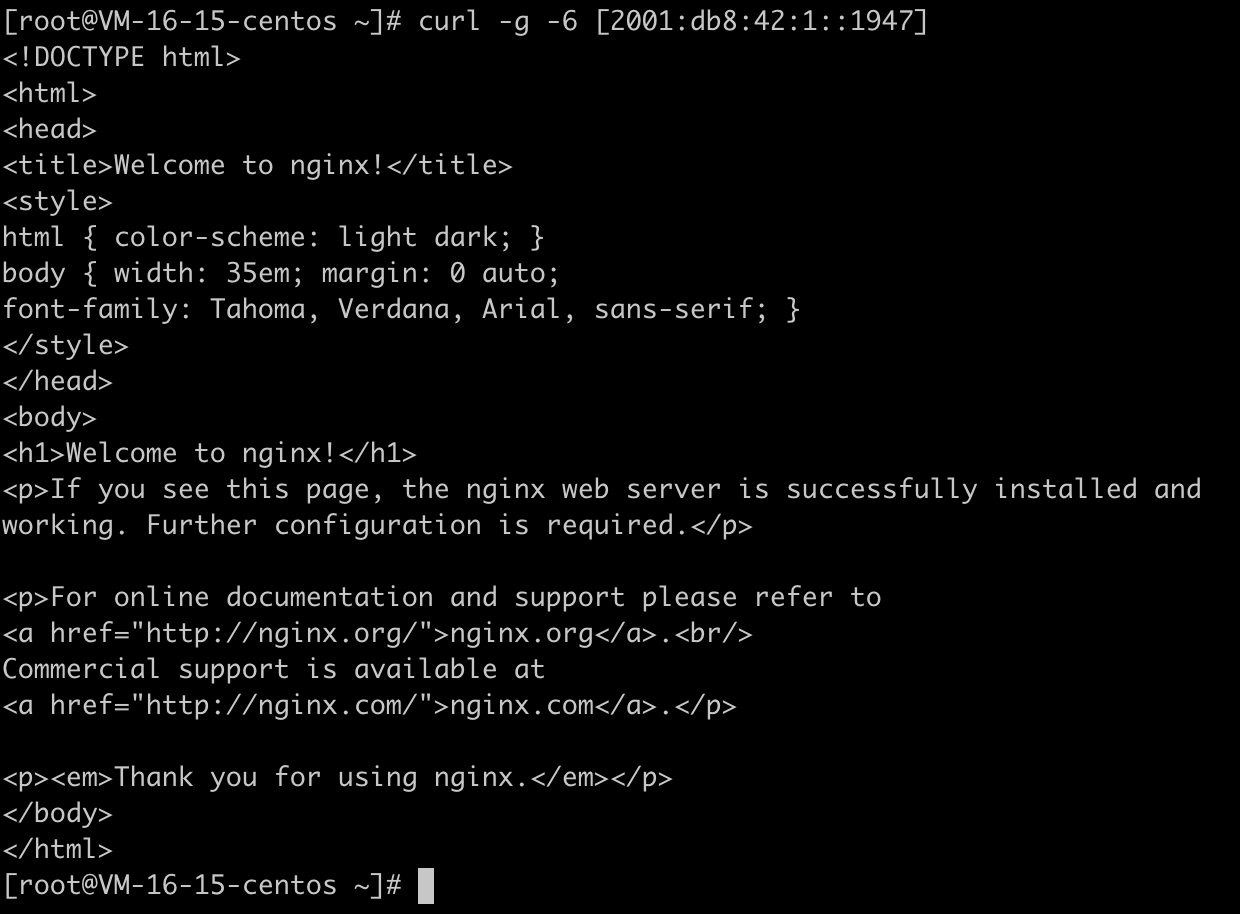 [root@VM-16-15-centos ~]# curl -g -6 [2001:db8:42:1::1947]
<!DOCTYPE html>
<html>
<head>
<title>Welcome to nginx!</title>
<style>
html { color-scheme: light dark; }
body { width: 35em; margin: 0 auto;
font-family: Tahoma, Verdana, Arial, sans-serif; }
</style>
</head>
<body>
<h1>Welcome to nginx!</h1>
<p>If you see this page, the nginx web server is successfully installed and
working. Further configuration is required.</p>

<p>For online documentation and support please refer to
<a href="http://nginx.org/">nginx.org</a>.<br/>
Commercial support is available at
<a href="http://nginx.com/">nginx.com</a>.</p>

<p><em>Thank you for using nginx.</em></p>
</body>
</html>
[root@VM-16-15-centos ~]#